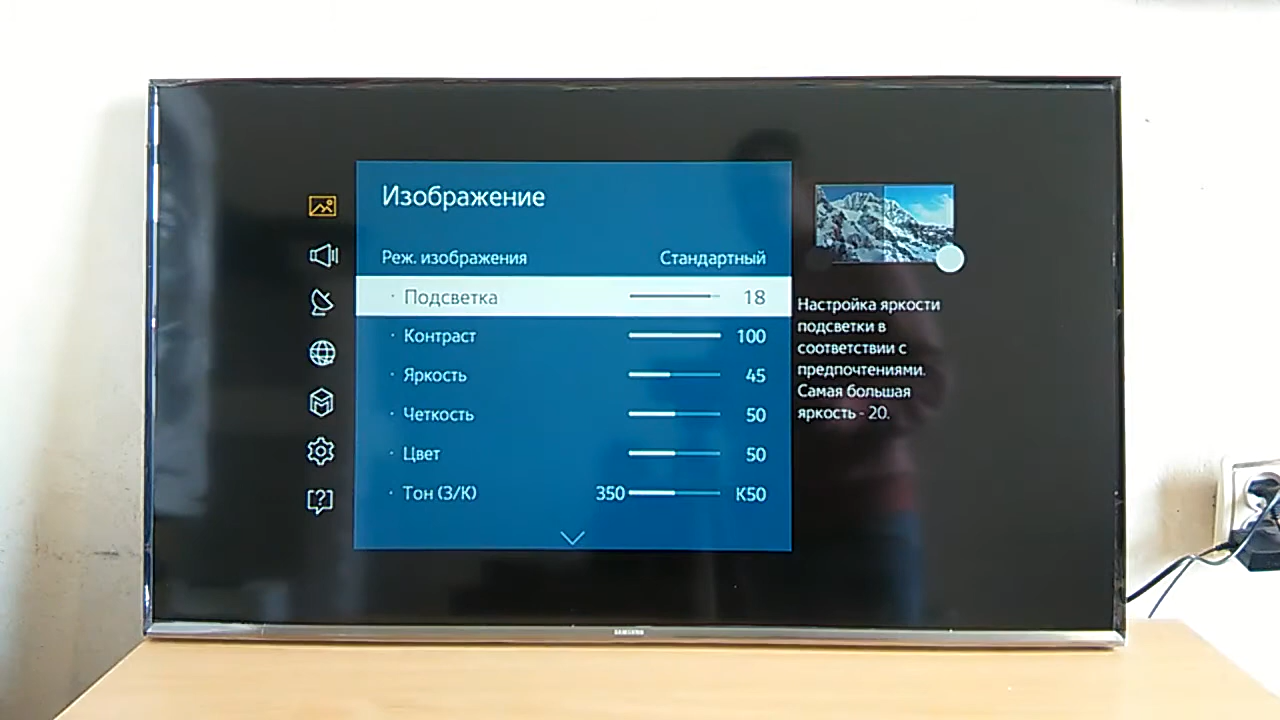 Изображение
Реж. изображения Стандартный
· Подсветка 18
· Контраст 100
· Яркость 45
· Четкость 50
· Цвет 50
· Тон (З/К) З50 К50
Настройка яркости
подсветки в
соответствии с
предпочтениями.
Самая большая
яркость - 20.
SAMSUNG